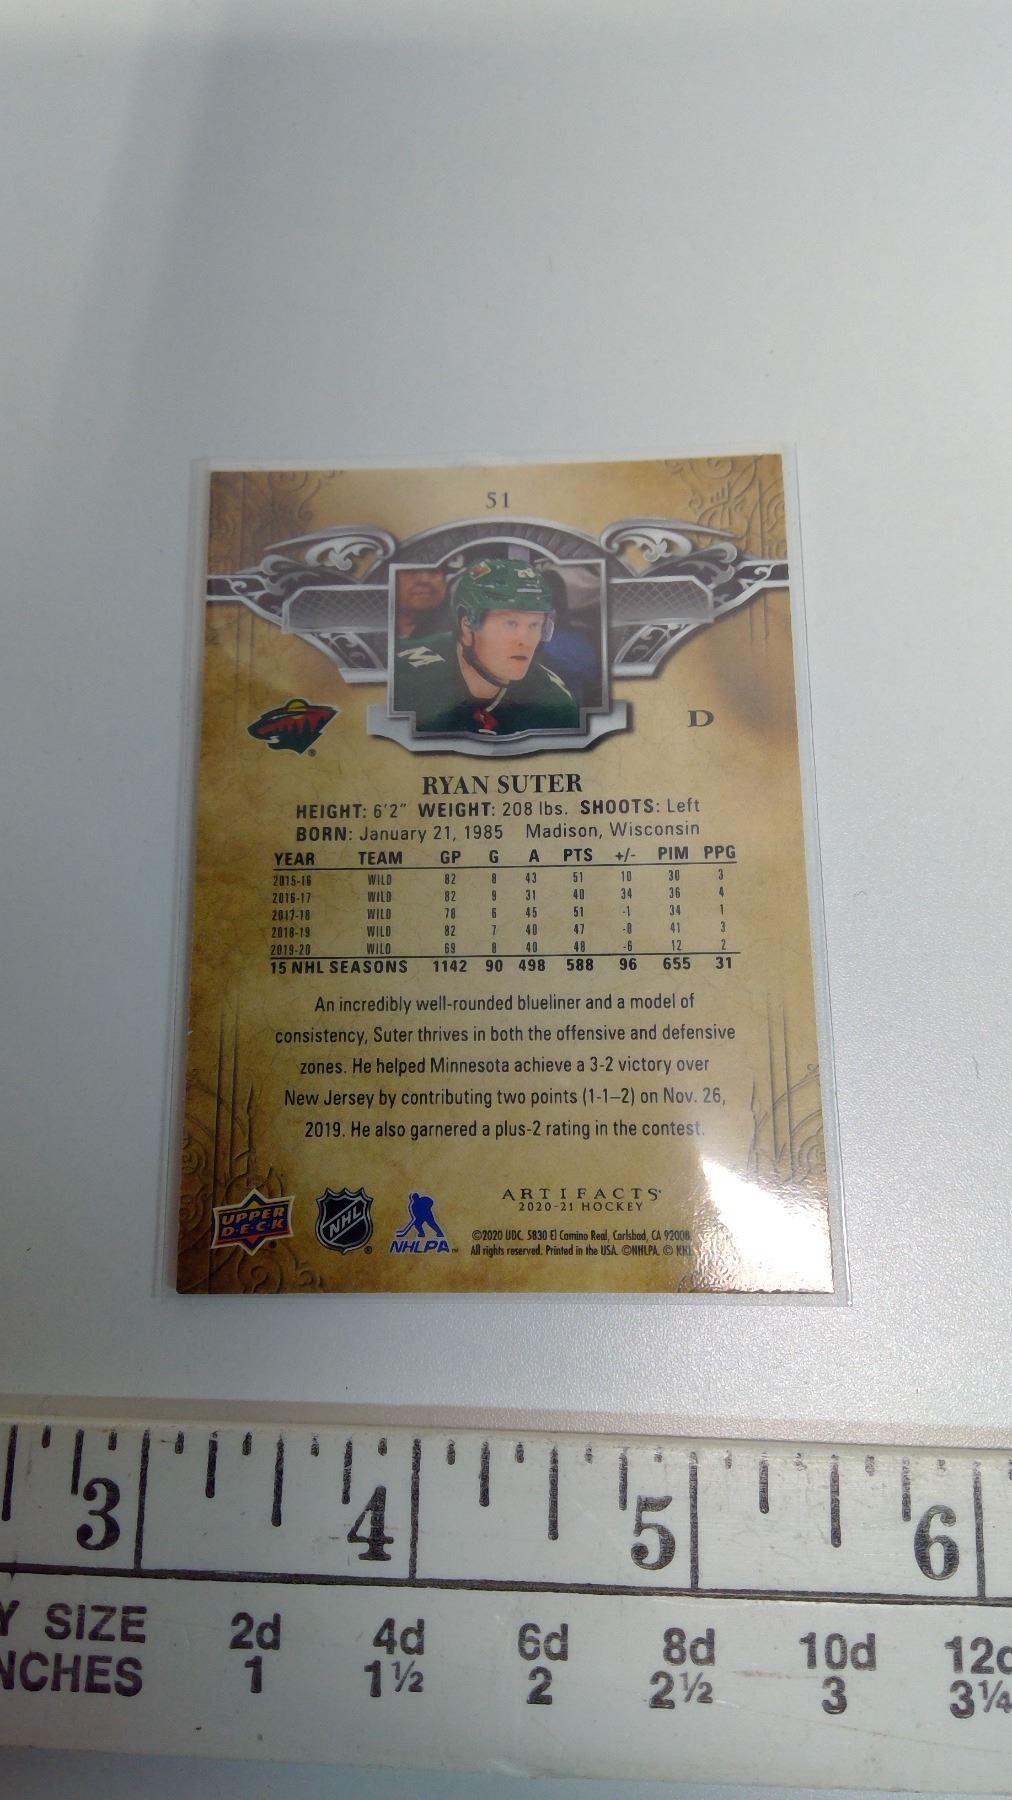 51
D
RYAN SUTER
HEIGHT: 6'2" WEIGHT: 208 lbs. SHOOTS: Left
BORN: January 21, 1985 Madison, Wisconsin
YEAR TEAM GP G A PTS +/- PIM PPG
2015-16 WILD 82 8 43 51 10 30 3
2016-17 WILD 82 9 31 40 34 36 4
2017-18 WILD 78 6 45 51 -1 34 1
2018-19 WILD 82 7 40 47 -8 41 3
2019-20 WILD 69 8 40 48 -6 12 2
15 NHL SEASONS 1142 90 498 588 96 655 31
An incredibly well-rounded blueliner and a model of
consistency, Suter thrives in both the offensive and defensive
zones. He helped Minnesota achieve a 3-2 victory over
New Jersey by contributing two points (1-1–2) on Nov. 26,
2019. He also garnered a plus-2 rating in the contest.
UPPER
D·E·C·K
NHL
NHLPA
ARTIFACTS
2020-21 HOCKEY
©2020 UDC. 5830 El Camino Real, Carlsbad, CA 92008.
All rights reserved. Printed in the USA. ©NHLPA. © NHL
3 4 5 6
Y SIZE 2d 4d 6d 8d 10d 12d
NCHES 1 1½ 2 2½ 3 3¼